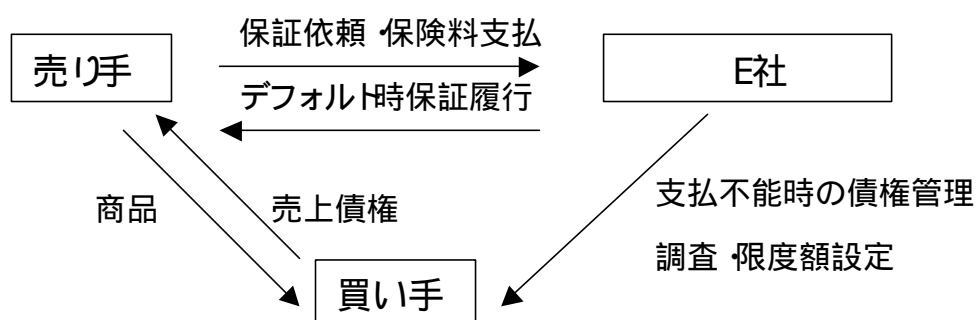 保証依頼・保険料支払
売り手
E社
デフォルト時保証履行
商品
売上債権
支払不能時の債権管理
調査・限度額設定
買い手